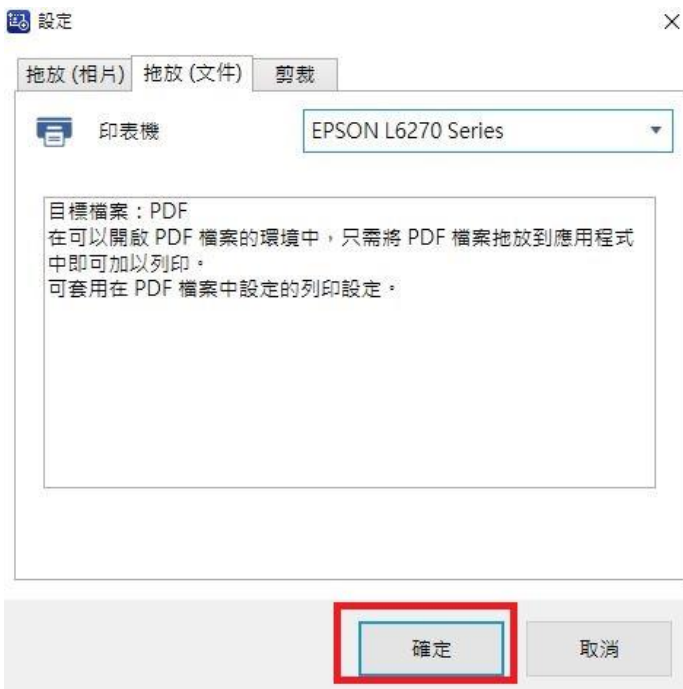 設定
拖放 (相片)
拖放 (文件)
剪裁
印表機
EPSON L6270 Series
目標檔案：PDF
在可以開啟 PDF 檔案的環境中，只需將 PDF 檔案拖放到應用程式
中即可加以列印。
可套用在 PDF 檔案中設定的列印設定。
確定
取消